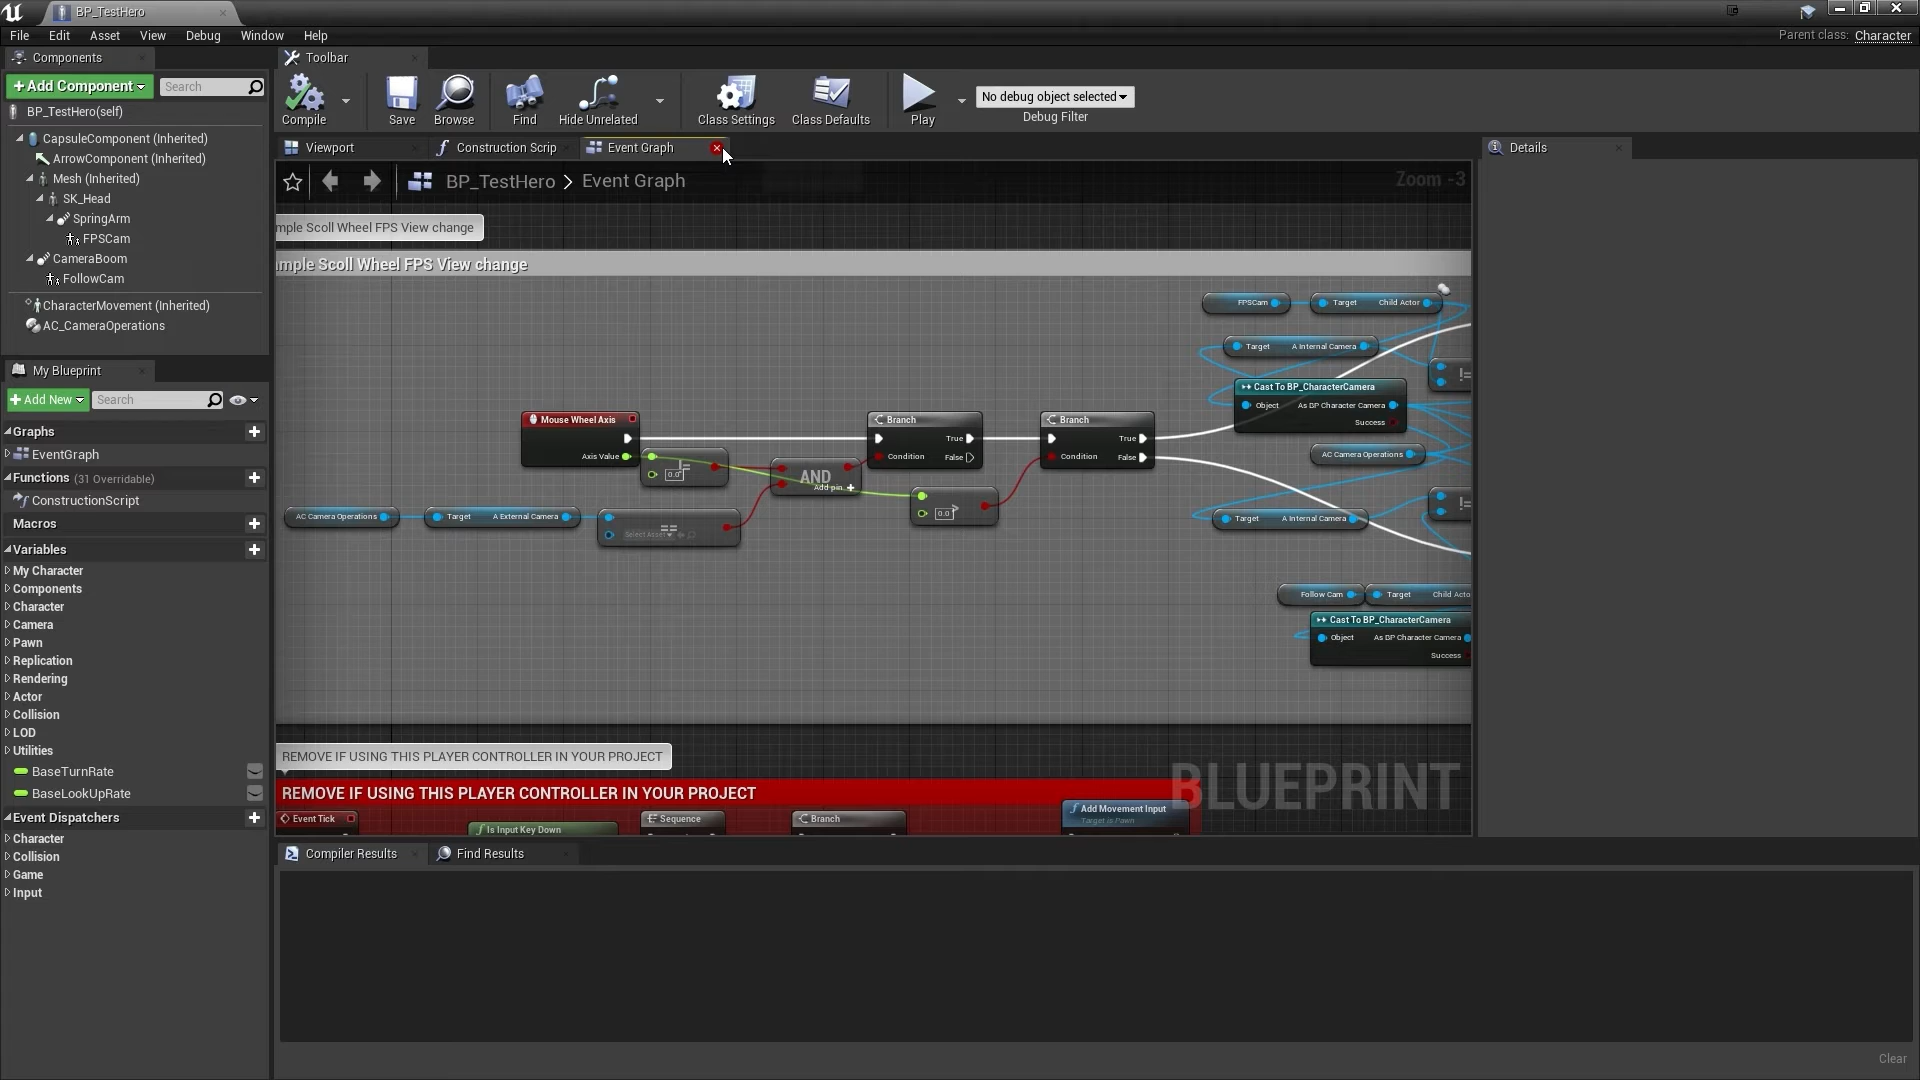 BP_TestHero
File Edit Asset View Debug Window Help
Parent class: Character
Components
Toolbar
+Add Component
Search
BP_TestHero(self)
CapsuleComponent (Inherited)
ArrowComponent (Inherited)
Mesh (Inherited)
SK_Head
SpringArm
FPSCam
CameraBoom
FollowCam
CharacterMovement (Inherited)
AC_CameraOperations
Compile
Save
Browse
Find
Hide Unrelated
Class Settings
Class Defaults
Play
No debug object selected
Debug Filter
Viewport
Construction Scrip
Event Graph
Details
BP_TestHero > Event Graph
Zoom -3
mple Scoll Wheel FPS View change
mple Scoll Wheel FPS View change
FPSCam
Target Child Actor
Target A Internal Camera
Cast To BP_CharacterCamera
Object As BP Character Camera
Success
AC Camera Operations
Mouse Wheel Axis
Axis Value
!=
0.0
AND
Add pin +
Branch
True
Condition False
Branch
True
Condition False
>
0.0
AC Camera Operations
Target A External Camera
==
Select Asset
!=
!=
Target A Internal Camera
Follow Cam
Target Child Acto
Cast To BP_CharacterCamera
Object As BP Character Camera
Success
REMOVE IF USING THIS PLAYER CONTROLLER IN YOUR PROJECT
REMOVE IF USING THIS PLAYER CONTROLLER IN YOUR PROJECT
BLUEPRINT
Event Tick
Is Input Key Down
Sequence
Branch
Add Movement Input
Target is Pawn
My Blueprint
+Add New
Search
Graphs
EventGraph
Functions (31 Overridable)
ConstructionScript
Macros
Variables
My Character
Components
Character
Camera
Pawn
Replication
Rendering
Actor
Collision
LOD
Utilities
BaseTurnRate
BaseLookUpRate
Event Dispatchers
Character
Collision
Game
Input
Compiler Results
Find Results
Clear